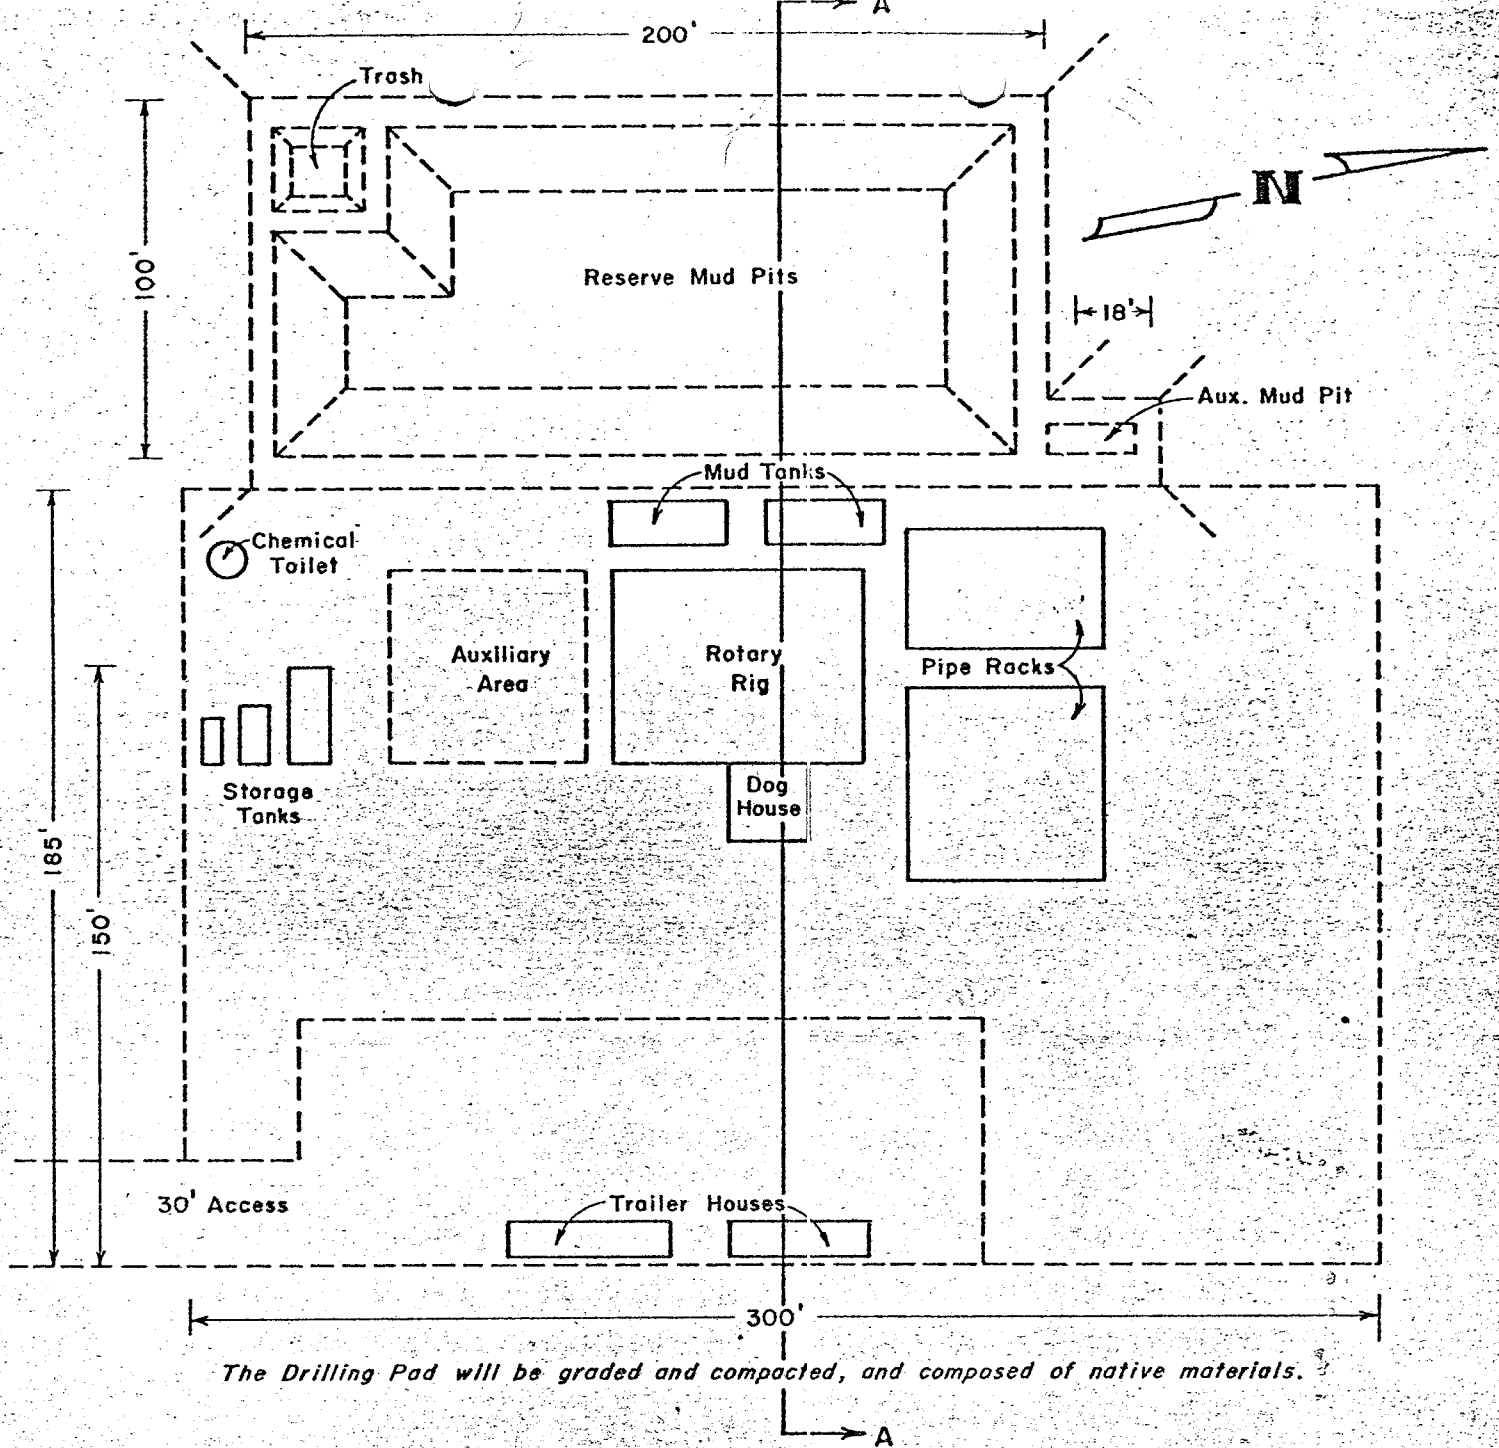 A
200'
Trash
100'
N
Reserve Mud Pits
18'
Aux. Mud Pit
Mud Tanks
Chemical
Toilet
Auxiliary
Area
Rotary
Rig
Pipe Racks
Storage
Tanks
Dog
House
185'
150'
30' Access
Trailer Houses
300'
The Drilling Pad will be graded and compacted, and composed of native materials.
A